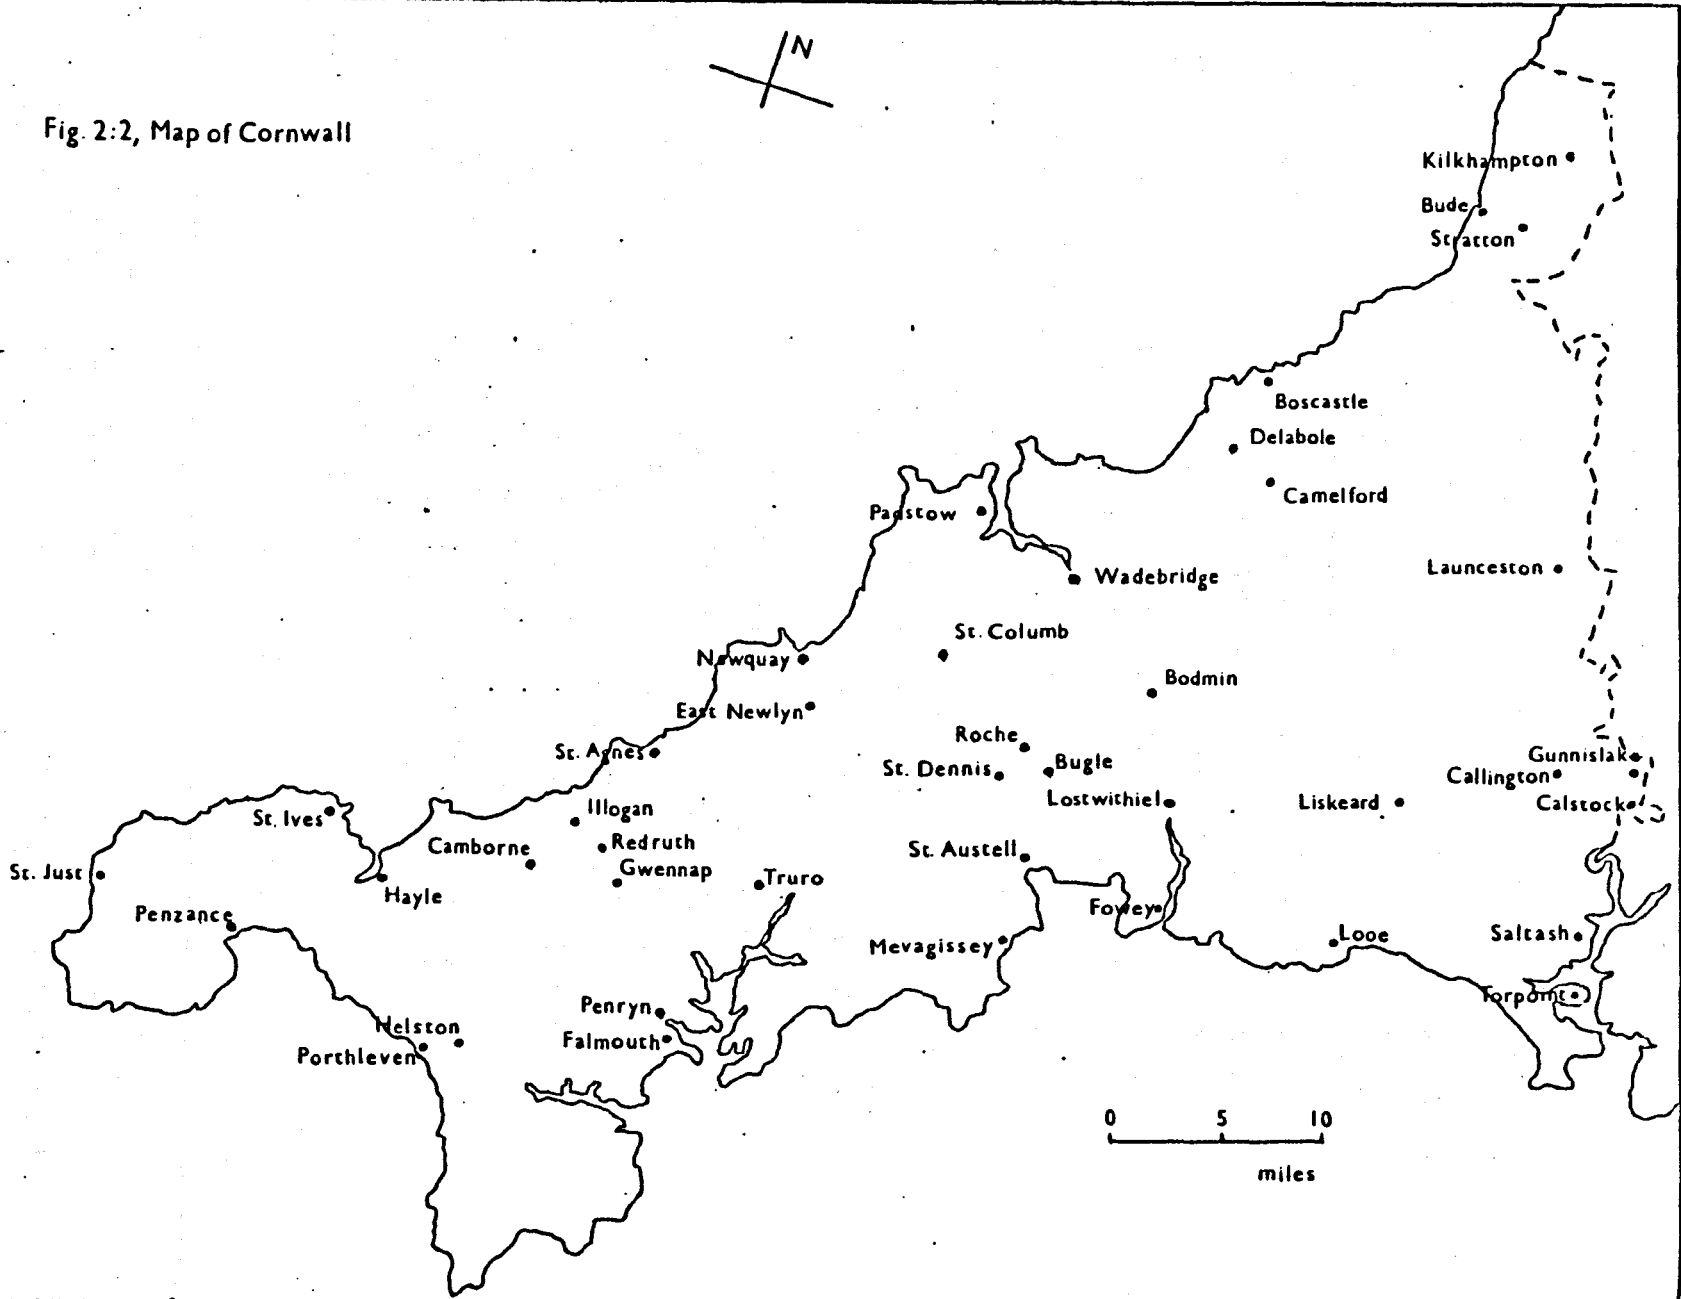 N
Fig. 2:2, Map of Cornwall
Kilkhampton
Bude
Stratton
Boscastle
Delabole
Camelford
Padstow
Wadebridge
Launceston
St. Columb
Newquay
Bodmin
East Newlyn
Roche
St. Agnes
Gunnislak
Bugle
St. Dennis
Callington
Lostwithiel
Liskeard
Calstock
Illogan
St. Ives
Redruth
Camborne
St. Austell
Gwennap
St. Just
Truro
Hayle
Fowey
Penzance
Looe
Saltash
Mevagissey
Torpoint
Penryn
Helston
Falmouth
Porthleven
0 5 10
miles